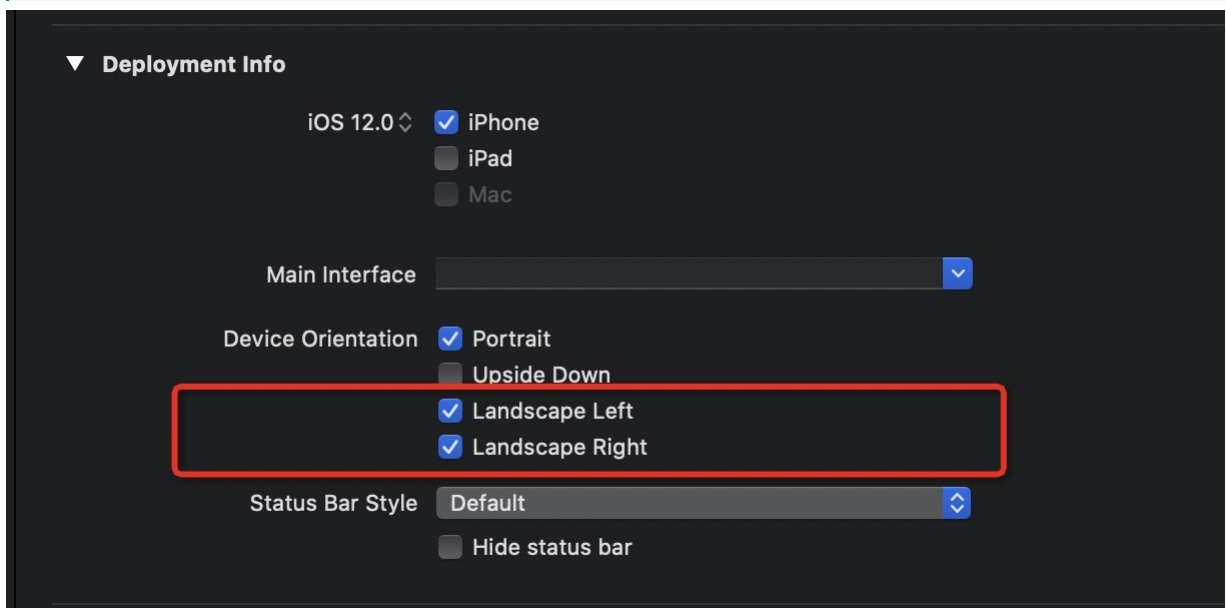 Deployment Info
iOS 12.0 iPhone
iPad
Mac
Main Interface
Device Orientation Portrait
Upside Down
Landscape Left
Landscape Right
Status Bar Style Default
Hide status bar